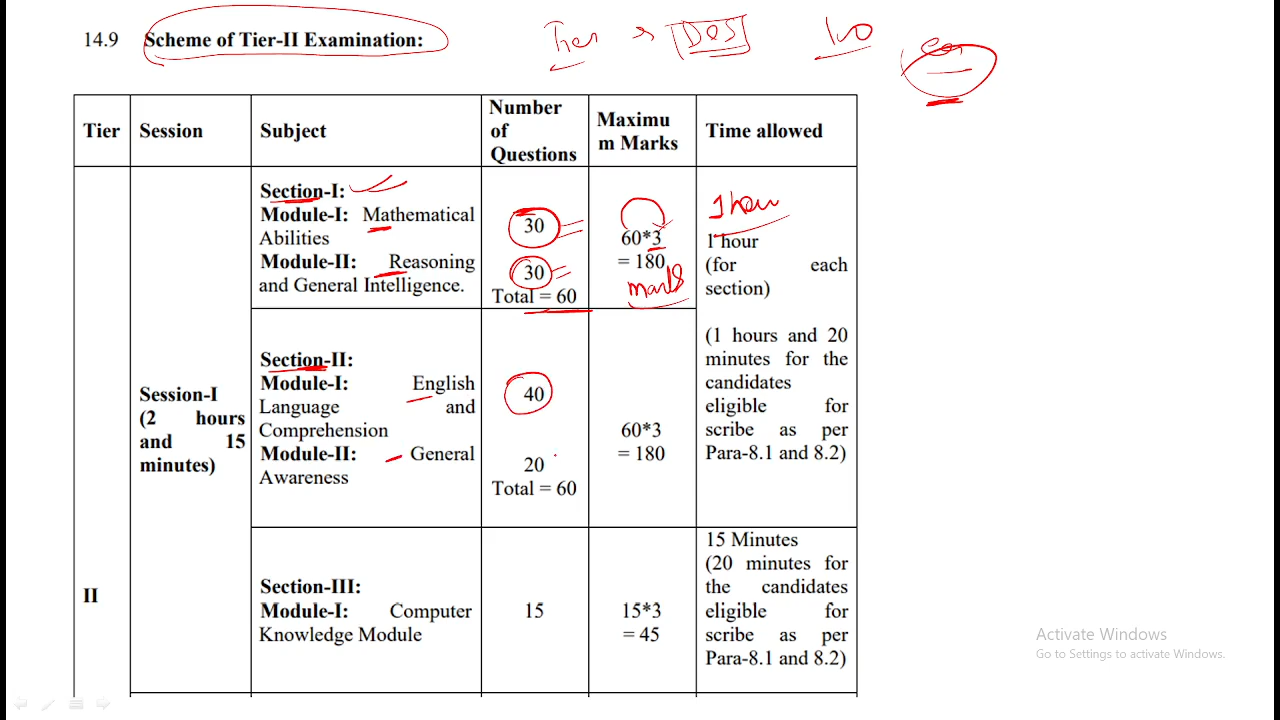 14.9 Scheme of Tier-II Examination:
Tier
DES
Tier
Session
Subject
Number
of
Questions
Maximu
m Marks
Time allowed
II
Session-I
(2 hours
and 15
minutes)
Section-I:
Module-I: Mathematical
Abilities
Module-II: Reasoning
and General Intelligence.
30
30
Total = 60
60*3
= 180
marks
1 hour
1 hour
(for each
section)
(1 hours and 20
minutes for the
candidates
eligible for
scribe as per
Para-8.1 and 8.2)
Section-II:
Module-I: English
Language and
Comprehension
Module-II: General
Awareness
40
20
Total = 60
60*3
= 180
Section-III:
Module-I: Computer
Knowledge Module
15
15*3
= 45
15 Minutes
(20 minutes for
the candidates
eligible for
scribe as per
Para-8.1 and 8.2)
Activate Windows
Go to Settings to activate Windows.